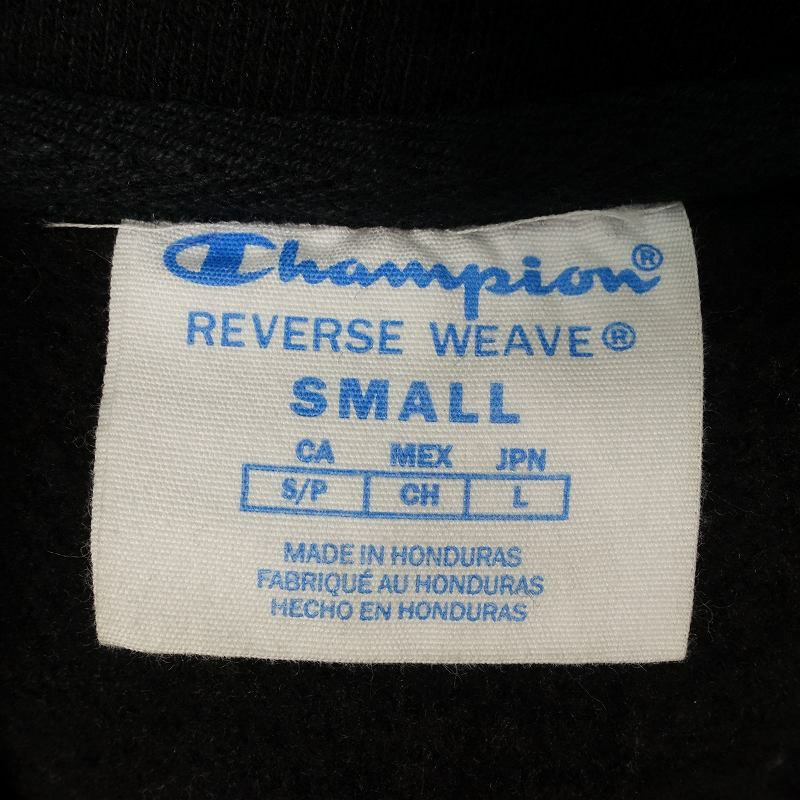 Champion®
REVERSE WEAVE®
SMALL
CA MEX JPN
S/P CH L
MADE IN HONDURAS
FABRIQUÉ AU HONDURAS
HECHO EN HONDURAS